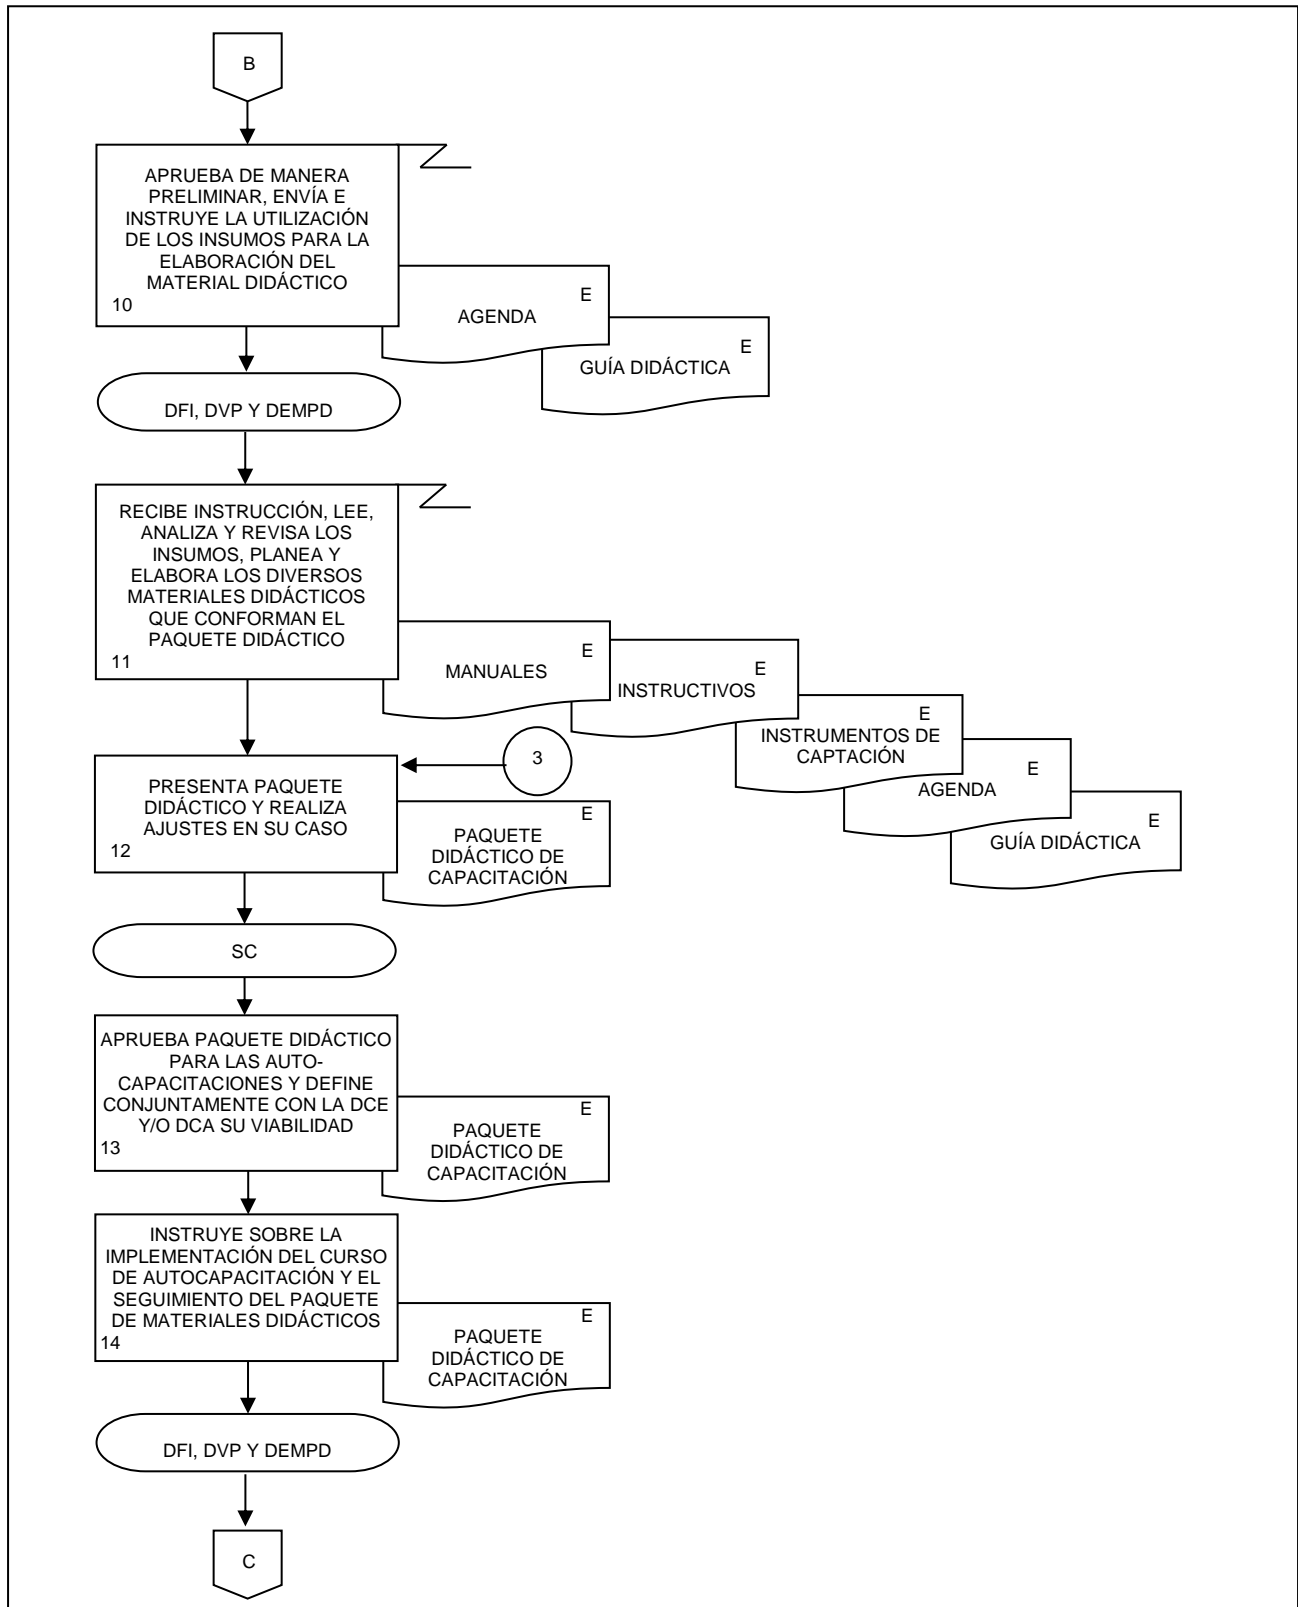 B
APRUEBA DE MANERA
PRELIMINAR, ENVÍA E
INSTRUYE LA UTILIZACIÓN
DE LOS INSUMOS PARA LA
ELABORACIÓN DEL
MATERIAL DIDÁCTICO
10
E
AGENDA
E
GUÍA DIDÁCTICA
DFI, DVP Y DEMPD
RECIBE INSTRUCCIÓN, LEE,
ANALIZA Y REVISA LOS
INSUMOS, PLANEA Y
ELABORA LOS DIVERSOS
MATERIALES DIDÁCTICOS
QUE CONFORMAN EL
PAQUETE DIDÁCTICO
11
E
MANUALES
E
INSTRUCTIVOS
E
INSTRUMENTOS DE
CAPTACIÓN
E
AGENDA
E
GUÍA DIDÁCTICA
3
PRESENTA PAQUETE
DIDÁCTICO Y REALIZA
AJUSTES EN SU CASO
12
E
PAQUETE
DIDÁCTICO DE
CAPACITACIÓN
SC
APRUEBA PAQUETE DIDÁCTICO
PARA LAS AUTO-
CAPACITACIONES Y DEFINE
CONJUNTAMENTE CON LA DCE
Y/O DCA SU VIABILIDAD
13
E
PAQUETE
DIDÁCTICO DE
CAPACITACIÓN
INSTRUYE SOBRE LA
IMPLEMENTACIÓN DEL CURSO
DE AUTOCAPACITACIÓN Y EL
SEGUIMIENTO DEL PAQUETE
DE MATERIALES DIDÁCTICOS
14
E
PAQUETE
DIDÁCTICO DE
CAPACITACIÓN
DFI, DVP Y DEMPD
C